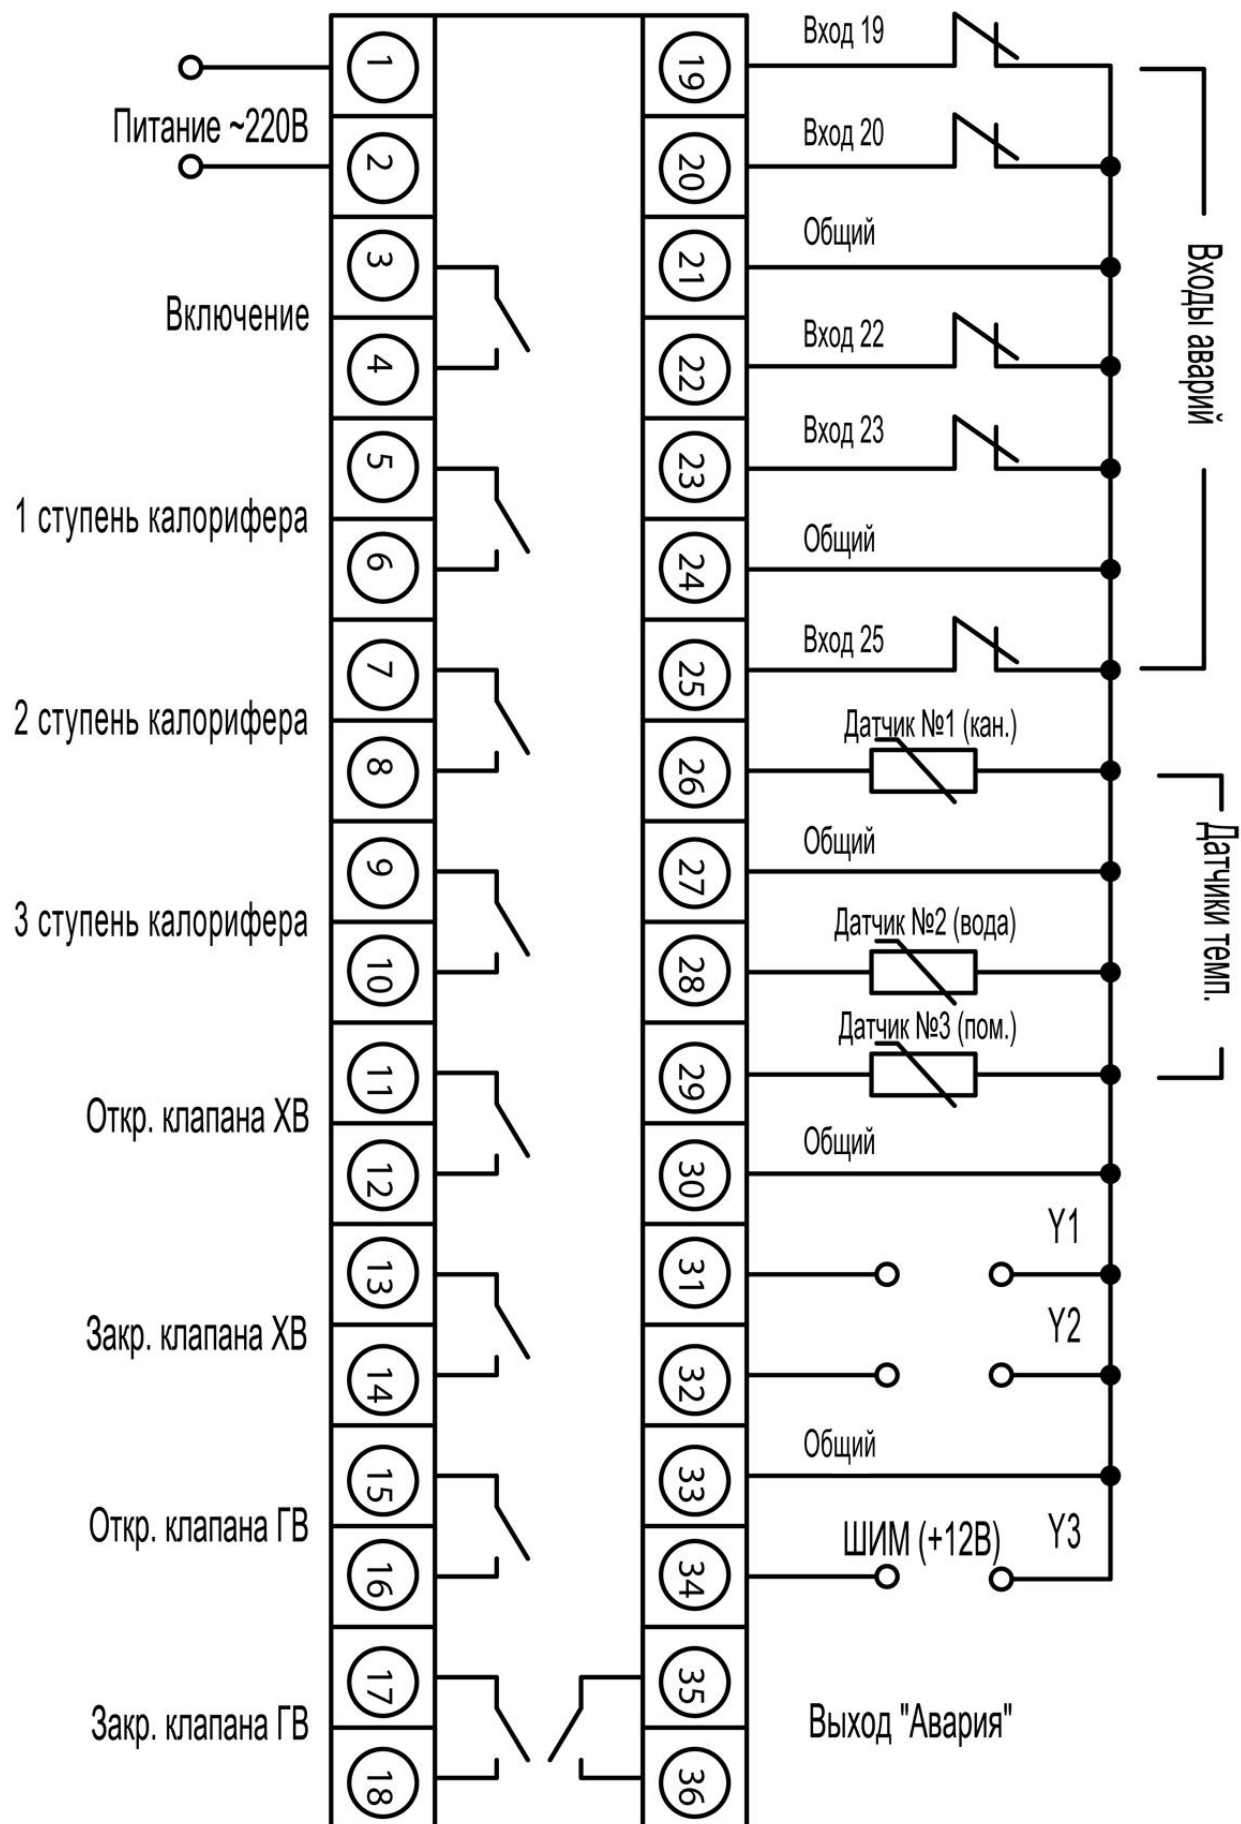 Питание ~220В
Включение
1 ступень калорифера
2 ступень калорифера
3 ступень калорифера
Откр. клапана ХВ
Закр. клапана ХВ
Откр. клапана ГВ
Закр. клапана ГВ
1
2
3
4
5
6
7
8
9
10
11
12
13
14
15
16
17
18
19
20
21
22
23
24
25
26
27
28
29
30
31
32
33
34
35
36
Вход 19
Вход 20
Общий
Вход 22
Вход 23
Общий
Вход 25
Датчик №1 (кан.)
Общий
Датчик №2 (вода)
Датчик №3 (пом.)
Общий
Y1
Y2
Общий
ШИМ (+12В)
Y3
Выход "Авария"
Входы аварий
Датчики темп.